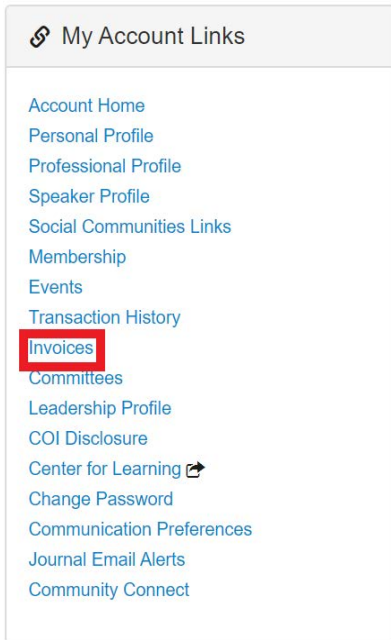 My Account Links
Account Home
Personal Profile
Professional Profile
Speaker Profile
Social Communities Links
Membership
Events
Transaction History
Invoices
Committees
Leadership Profile
COI Disclosure
Center for Learning
Change Password
Communication Preferences
Journal Email Alerts
Community Connect